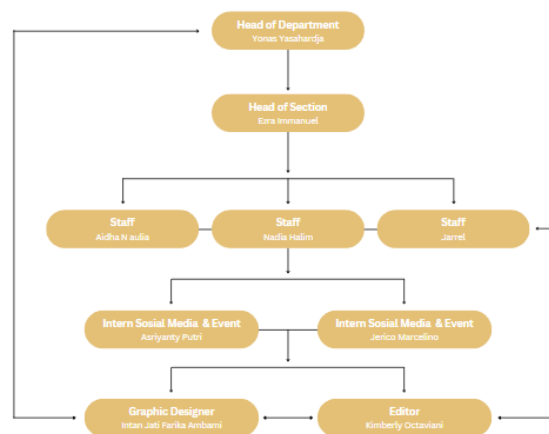 Head of Department
Yonas Yasahardja
Head of Section
Ezra Immanuel
Staff
Aidha N aulia
Staff
Nadia Halim
Staff
Jarrel
Intern Sosial Media & Event
Asriyanty Putri
Intern Sosial Media & Event
Jerico Marcelino
Graphic Designer
Intan Jati Farika Ambami
Editor
Kimberly Octaviani